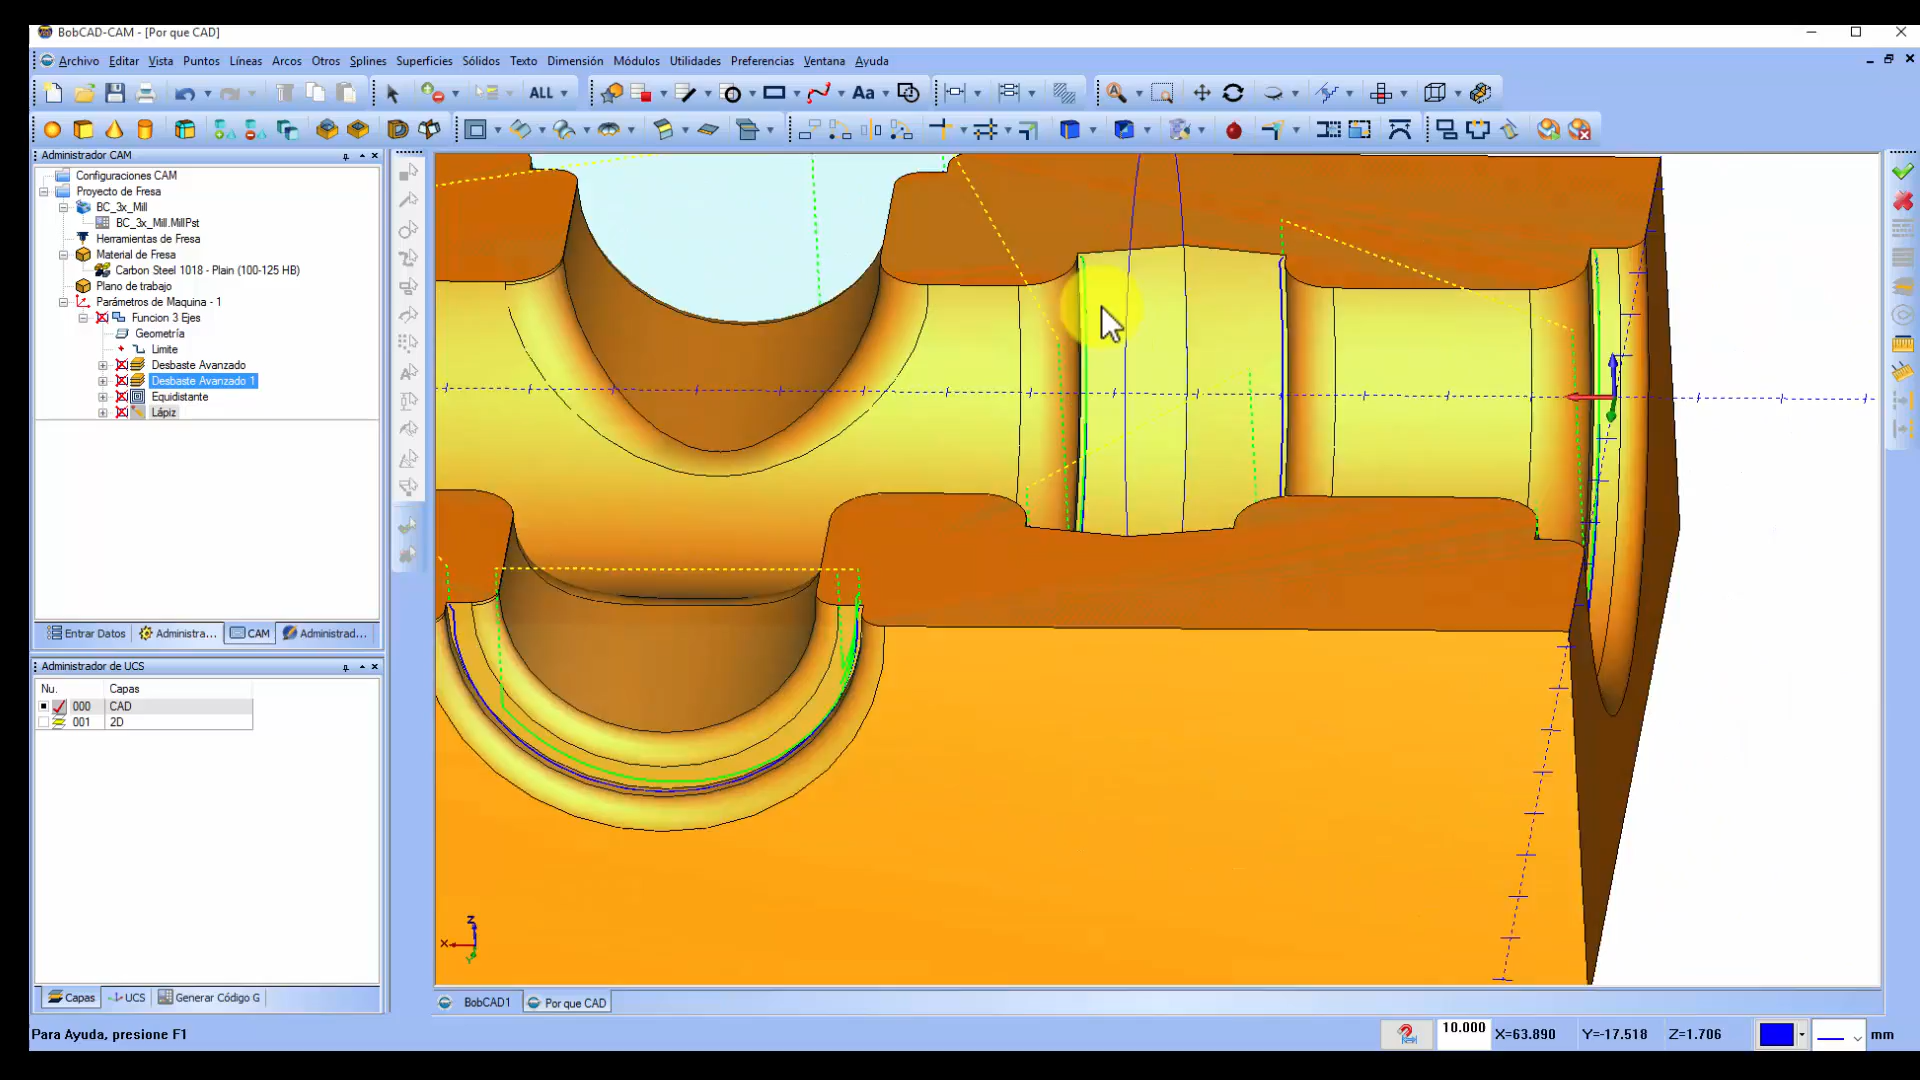 BobCAD-CAM - [Por que CAD]
Archivo Editar Vista Puntos Líneas Arcos Otros Splines Superficies Sólidos Texto Dimensión Módulos Utilidades Preferencias Ventana Ayuda
ALL Aa
Administrador CAM
Configuraciones CAM
Proyecto de Fresa
BC_3x_Mill
BC_3x_Mill.MillPst
Herramientas de Fresa
Material de Fresa
Carbon Steel 1018 - Plain (100-125 HB)
Plano de trabajo
Parámetros de Maquina - 1
Funcion 3 Ejes
Geometría
Limite
Desbaste Avanzado
Desbaste Avanzado 1
Equidistante
Lápiz
Entrar Datos Administra... CAM Administrad...
Administrador de UCS
Nu. Capas
000 CAD
001 2D
Z
X
Y
Capas UCS Generar Código G
BobCAD1 Por que CAD
Para Ayuda, presione F1
10.000 X=63.890 Y=-17.518 Z=1.706 mm